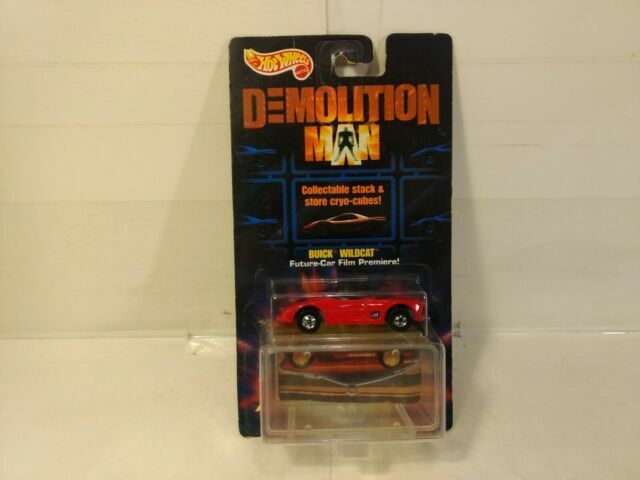 Hot Wheels
DEMOLITION
MAN
Collectable stack &
store cryo-cubes!
BUICK WILDCAT
Future-Car Film Premiere!